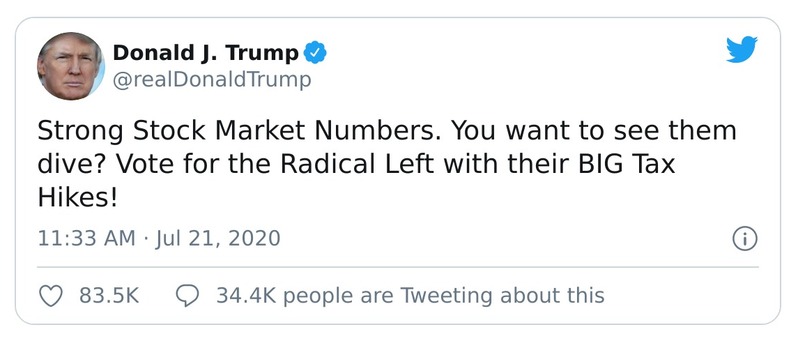 Donald J. Trump
@realDonaldTrump
Strong Stock Market Numbers. You want to see them
dive? Vote for the Radical Left with their BIG Tax
Hikes!
11:33 AM · Jul 21, 2020
83.5K 34.4K people are Tweeting about this